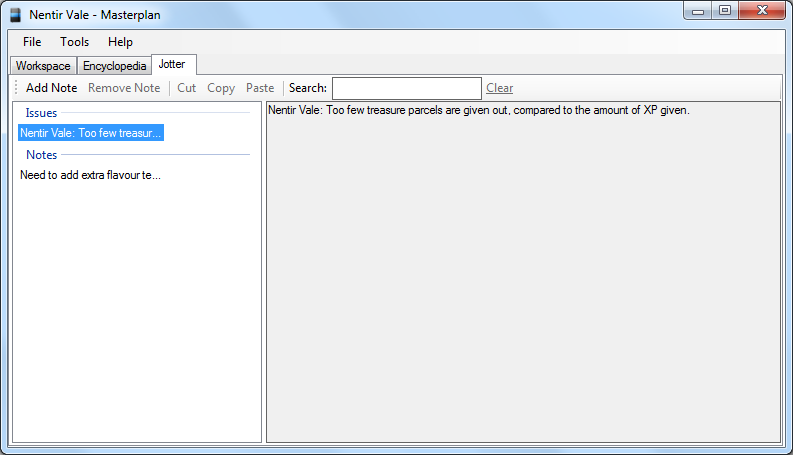 Nentir Vale - Masterplan
File Tools Help
Workspace Encyclopedia Jotter
Add Note Remove Note Cut Copy Paste Search: Clear
Issues
Nentir Vale: Too few treasur...
Notes
Need to add extra flavour te...
Nentir Vale: Too few treasure parcels are given out, compared to the amount of XP given.